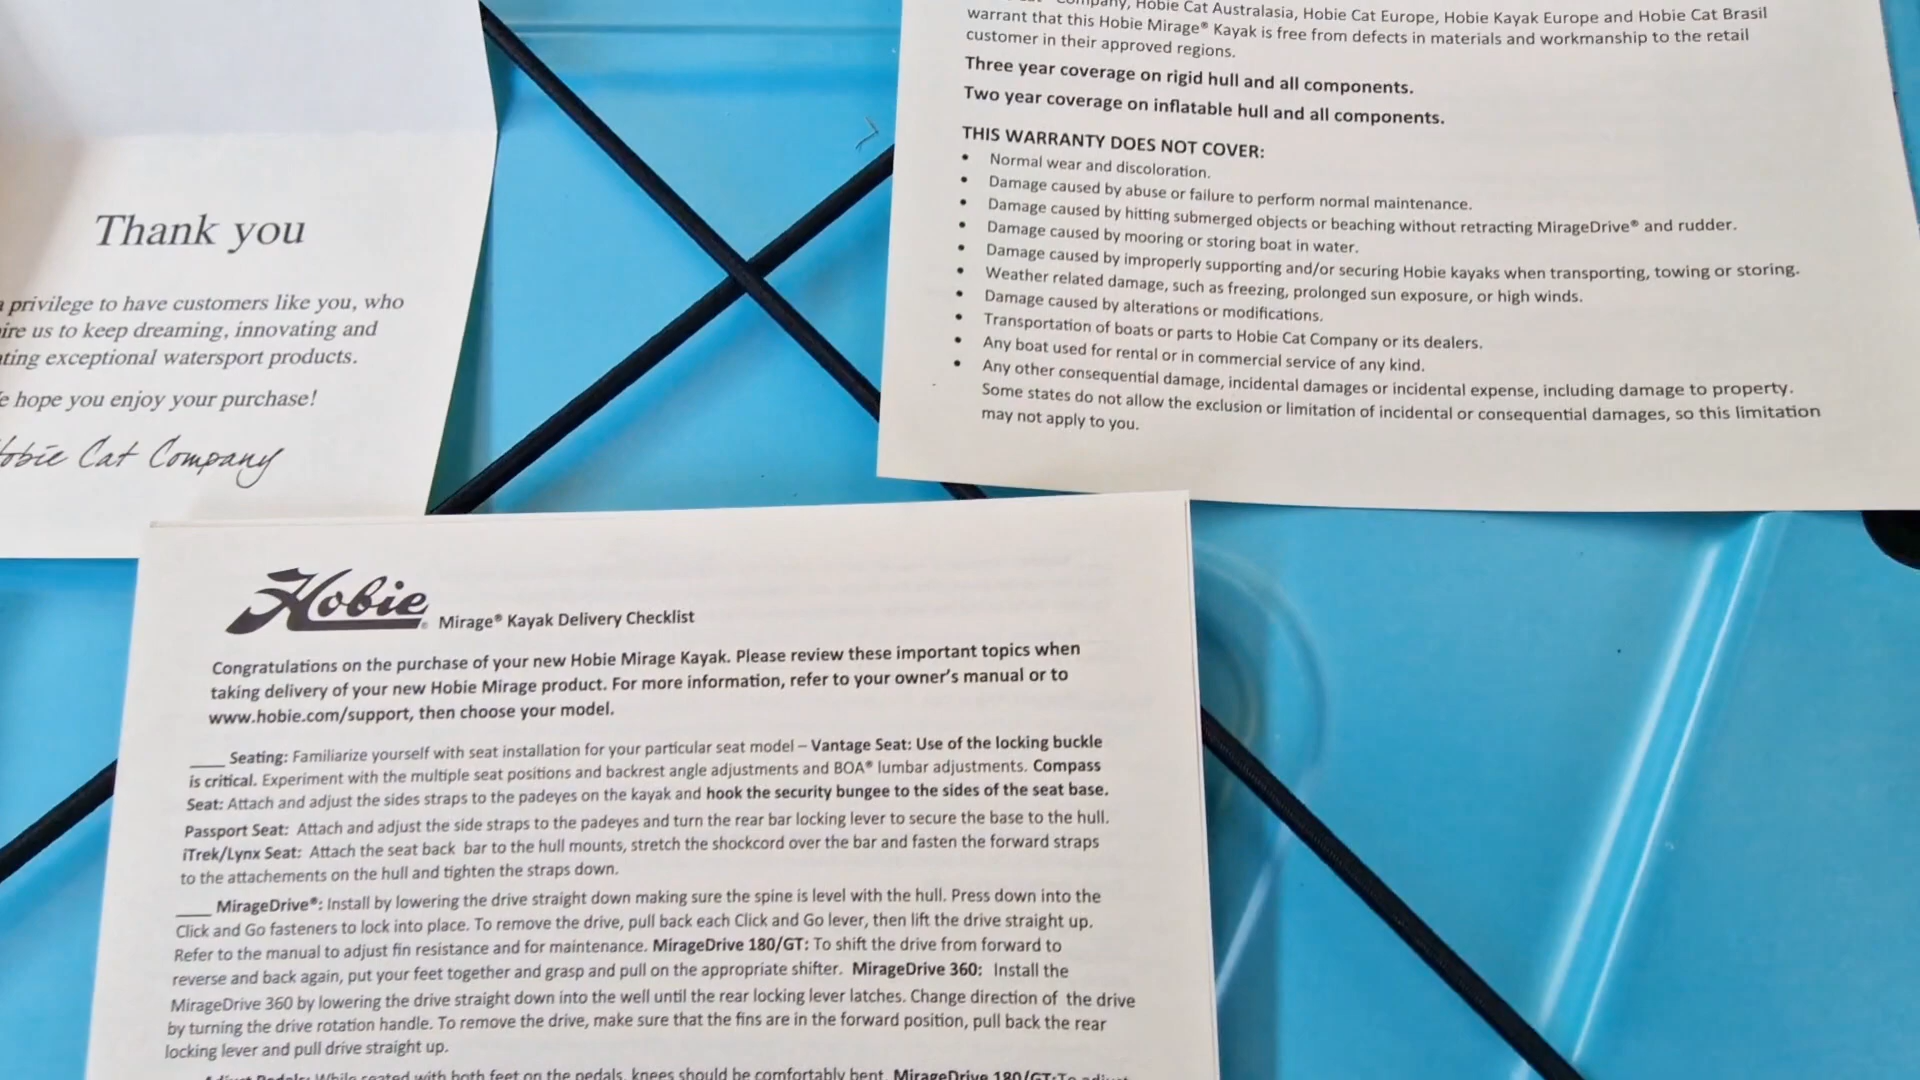 Thank you
privilege to have customers like you, who
us to keep dreaming, innovating and
exceptional watersport products.
hope you enjoy your purchase!
Cat Company
Company, Hobie Cat Australasia, Hobie Cat Europe, Hobie Kayak Europe and Hobie Cat Brasil
warrant that this Hobie Mirage® Kayak is free from defects in materials and workmanship to the retail
customer in their approved regions.
Three year coverage on rigid hull and all components.
Two year coverage on inflatable hull and all components.
THIS WARRANTY DOES NOT COVER:
• Normal wear and discoloration.
• Damage caused by abuse or failure to perform normal maintenance.
• Damage caused by hitting submerged objects or beaching without retracting MirageDrive® and rudder.
• Damage caused by mooring or storing boat in water.
• Damage caused by improperly supporting and/or securing Hobie kayaks when transporting, towing or storing.
• Weather related damage, such as freezing, prolonged sun exposure, or high winds.
• Damage caused by alterations or modifications.
• Transportation of boats or parts to Hobie Cat Company or its dealers.
• Any boat used for rental or in commercial service of any kind.
• Any other consequential damage, incidental damages or incidental expense, including damage to property.
Some states do not allow the exclusion or limitation of incidental or consequential damages, so this limitation
may not apply to you.
Hobie® Mirage® Kayak Delivery Checklist
Congratulations on the purchase of your new Hobie Mirage Kayak. Please review these important topics when
taking delivery of your new Hobie Mirage product. For more information, refer to your owner's manual or to
www.hobie.com/support, then choose your model.
____ Seating: Familiarize yourself with seat installation for your particular seat model – Vantage Seat: Use of the locking buckle
is critical. Experiment with the multiple seat positions and backrest angle adjustments and BOA® lumbar adjustments. Compass
Seat: Attach and adjust the sides straps to the padeyes on the kayak and hook the security bungee to the sides of the seat base.
Passport Seat: Attach and adjust the side straps to the padeyes and turn the rear bar locking lever to secure the base to the hull.
iTrek/Lynx Seat: Attach the seat back bar to the hull mounts, stretch the shockcord over the bar and fasten the forward straps
to the attachements on the hull and tighten the straps down.
____ MirageDrive®: Install by lowering the drive straight down making sure the spine is level with the hull. Press down into the
Click and Go fasteners to lock into place. To remove the drive, pull back each Click and Go lever, then lift the drive straight up.
Refer to the manual to adjust fin resistance and for maintenance. MirageDrive 180/GT: To shift the drive from forward to
reverse and back again, put your feet together and grasp and pull on the appropriate shifter. MirageDrive 360: Install the
MirageDrive 360 by lowering the drive straight down into the well until the rear locking lever latches. Change direction of the drive
by turning the drive rotation handle. To remove the drive, make sure that the fins are in the forward position, pull back the rear
locking lever and pull drive straight up.
Adjust Pedals: While seated with both feet on the pedals, knees should be comfortably bent. MirageDrive 180/GT: To adjust